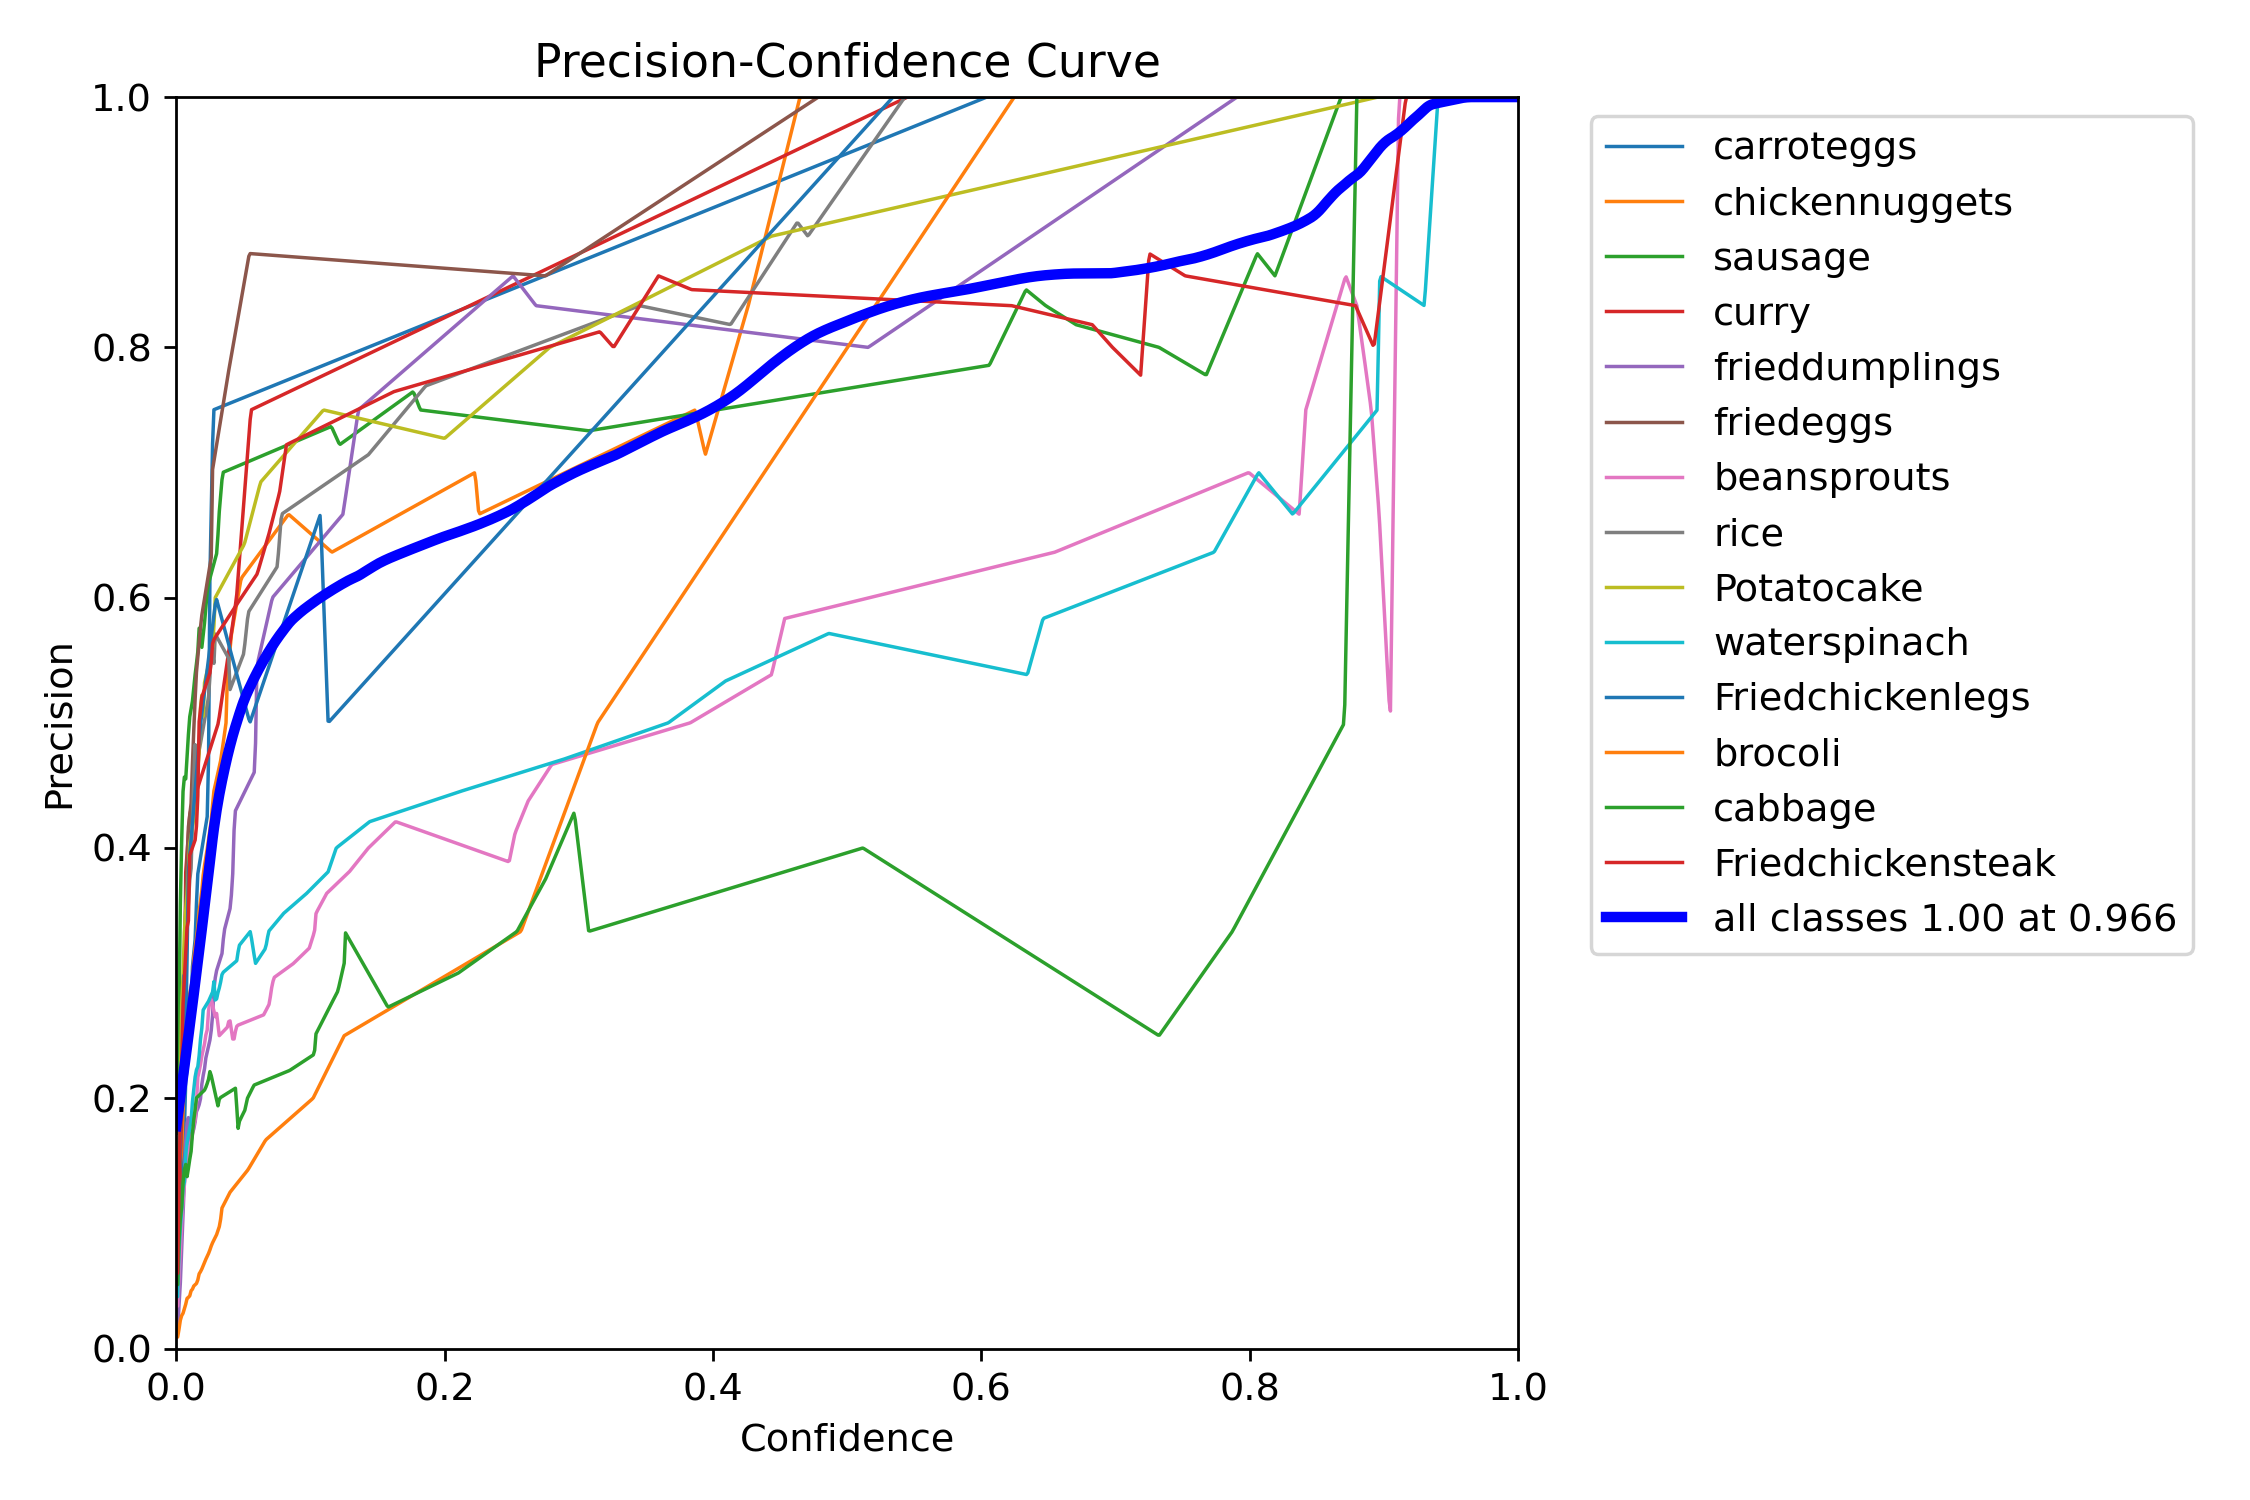 Precision-Confidence Curve
1.0
0.8
0.6
0.4
0.2
0.0
Precision
0.0 0.2 0.4 0.6 0.8 1.0
Confidence
carroteggs
chickennuggets
sausage
curry
frieddumplings
friedeggs
beansprouts
rice
Potatocake
waterspinach
Friedchickenlegs
brocoli
cabbage
Friedchickensteak
all classes 1.00 at 0.966